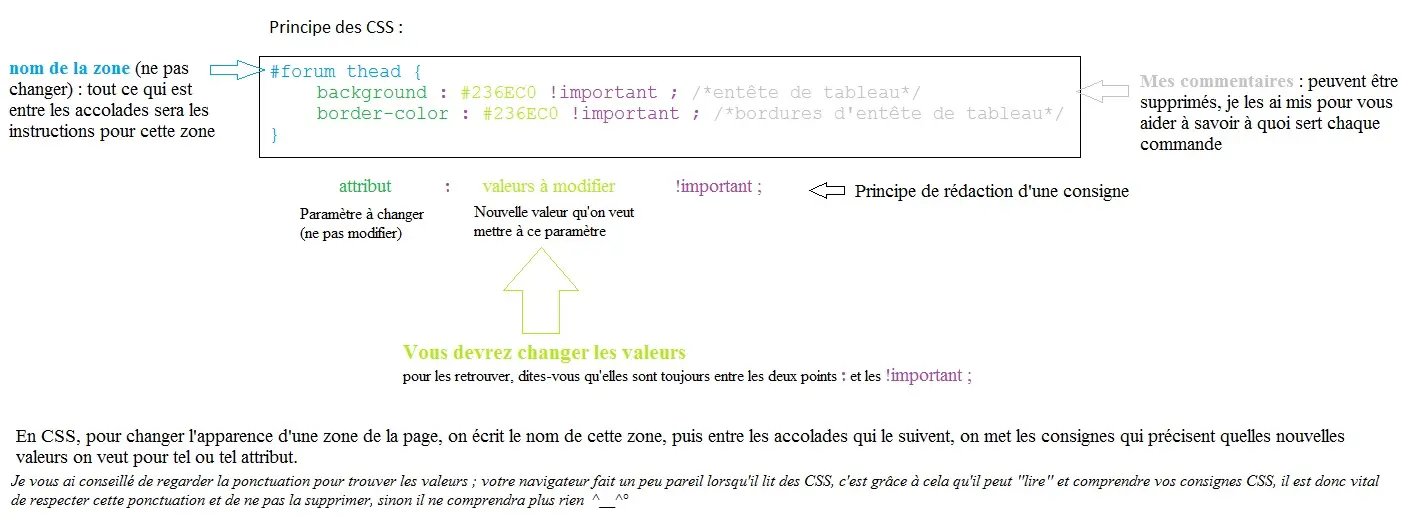 Principe des CSS :
nom de la zone (ne pas
changer) : tout ce qui est
entre les accolades sera les
instructions pour cette zone
#forum thead {
background : #236EC0 !important ; /*entête de tableau*/
border-color : #236EC0 !important ; /*bordures d'entête de tableau*/
}
Mes commentaires : peuvent être
supprimés, je les ai mis pour vous
aider à savoir à quoi sert chaque
commande
attribut : valeurs à modifier !important ;
Principe de rédaction d'une consigne
Paramètre à changer
(ne pas modifier)
Nouvelle valeur qu'on veut
mettre à ce paramètre
Vous devrez changer les valeurs
pour les retrouver, dites-vous qu'elles sont toujours entre les deux points : et les !important ;
En CSS, pour changer l'apparence d'une zone de la page, on écrit le nom de cette zone, puis entre les accolades qui le suivent, on met les consignes qui précisent quelles nouvelles
valeurs on veut pour tel ou tel attribut.
Je vous ai conseillé de regarder la ponctuation pour trouver les valeurs ; votre navigateur fait un peu pareil lorsqu'il lit des CSS, c'est grâce à cela qu'il peut "lire" et comprendre vos consignes CSS, il est donc vital
de respecter cette ponctuation et de ne pas la supprimer, sinon il ne comprendra plus rien ^__^°